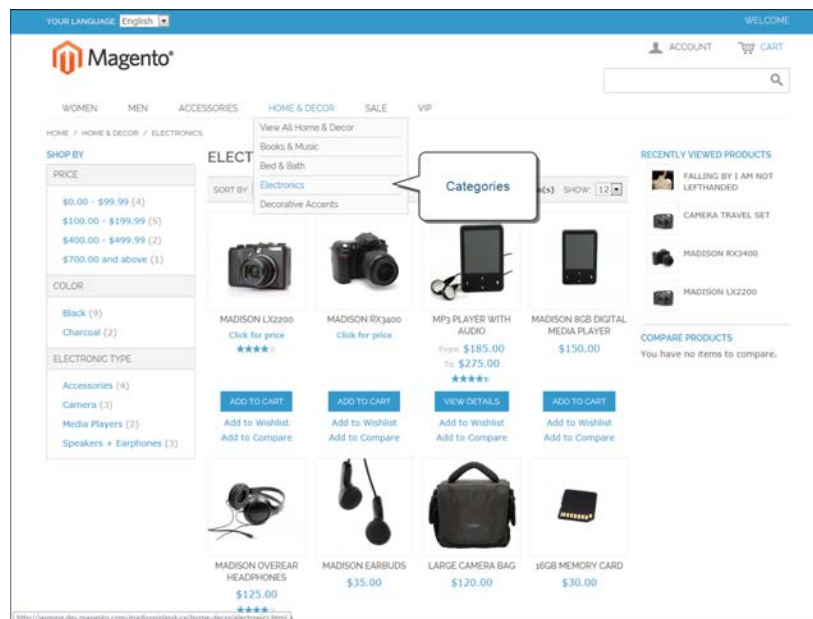 YOUR LANGUAGE: English
WELCOME
Magento®
ACCOUNT
CART
WOMEN MEN ACCESSORIES HOME & DECOR SALE VIP
HOME / HOME & DECOR / ELECTRONICS
View All Home & Decor
Books & Music
Bed & Bath
Electronics
Decorative Accents
Categories
SHOP BY
PRICE
$0.00 - $99.99 (4)
$100.00 - $199.99 (5)
$400.00 - $499.99 (2)
$700.00 and above (1)
COLOR
Black (9)
Charcoal (2)
ELECTRONIC TYPE
Accessories (4)
Camera (3)
Media Players (2)
Speakers + Earphones (3)
ELECT
SORT BY
(s) SHOW 12
MADISON LX2200
Click for price
ADD TO CART
Add to Wishlist
Add to Compare
MADISON RX3400
Click for price
ADD TO CART
Add to Wishlist
Add to Compare
MP3 PLAYER WITH
AUDIO
From: $185.00
To: $275.00
VIEW DETAILS
Add to Wishlist
Add to Compare
MADISON 8GB DIGITAL
MEDIA PLAYER
$150.00
ADD TO CART
Add to Wishlist
Add to Compare
MADISON OVEREAR
HEADPHONES
$125.00
MADISON EARBUDS
$35.00
LARGE CAMERA BAG
$120.00
16GB MEMORY CARD
$30.00
RECENTLY VIEWED PRODUCTS
FALLING BY I AM NOT
LEFTHANDED
CAMERA TRAVEL SET
MADISON RX3400
MADISON LX2200
COMPARE PRODUCTS
You have no items to compare.